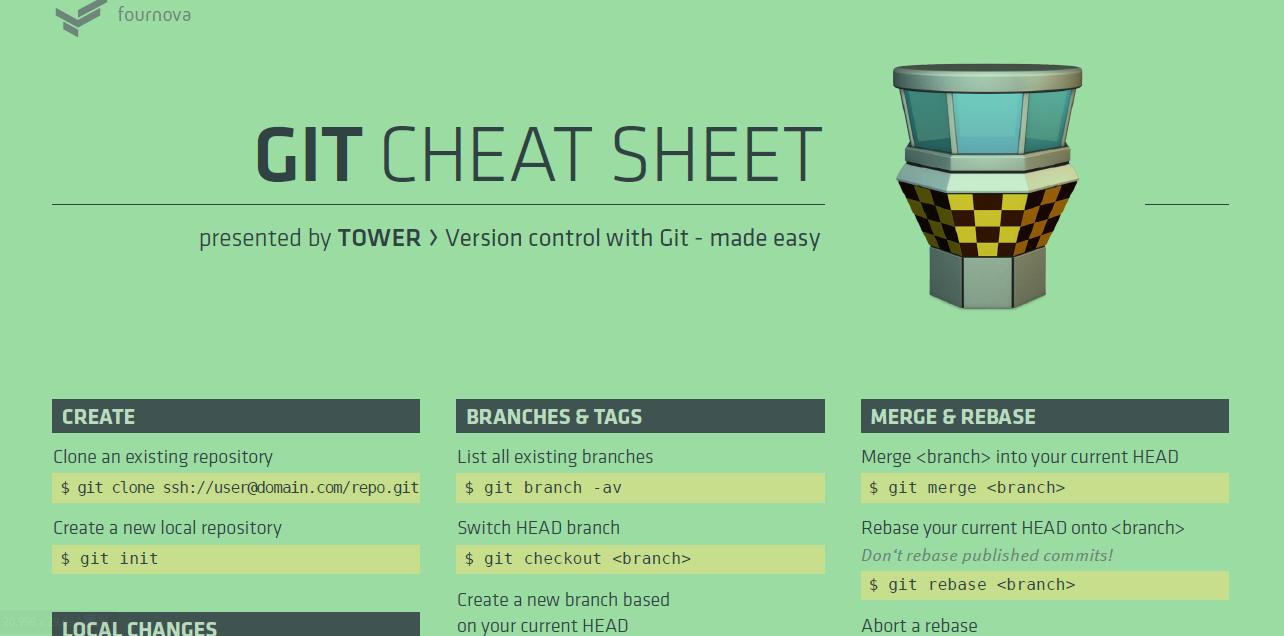 fournova
GIT CHEAT SHEET
presented by TOWER › Version control with Git - made easy
CREATE
Clone an existing repository
$ git clone ssh://user@domain.com/repo.git
Create a new local repository
$ git init
LOCAL CHANGES
BRANCHES & TAGS
List all existing branches
$ git branch -av
Switch HEAD branch
$ git checkout <branch>
Create a new branch based
on your current HEAD
MERGE & REBASE
Merge <branch> into your current HEAD
$ git merge <branch>
Rebase your current HEAD onto <branch>
Don‘t rebase published commits!
$ git rebase <branch>
Abort a rebase